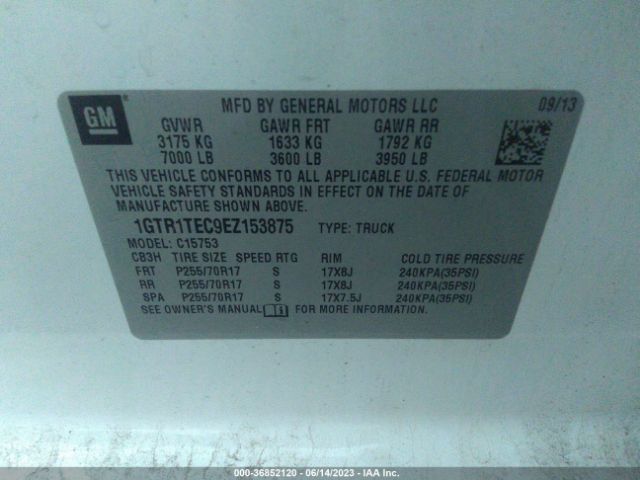 GM
MFD BY GENERAL MOTORS LLC 09/13
GVWR GAWR FRT GAWR RR
3175 KG 1633 KG 1792 KG
7000 LB 3600 LB 3950 LB
THIS VEHICLE CONFORMS TO ALL APPLICABLE U.S. FEDERAL MOTOR
VEHICLE SAFETY STANDARDS IN EFFECT ON THE DATE OF
MANUFACTURE SHOWN ABOVE.
1GTR1TEC9EZ153875 TYPE: TRUCK
MODEL: C15753
CB3H TIRE SIZE SPEED RTG RIM COLD TIRE PRESSURE
FRT P255/70R17 S 17X8J 240KPA(35PSI)
RR P255/70R17 S 17X8J 240KPA(35PSI)
SPA P255/70R17 S 17X7.5J 240KPA(35PSI)
SEE OWNER'S MANUAL FOR MORE INFORMATION.
000-36852120 - 06/14/2023 - IAA Inc.